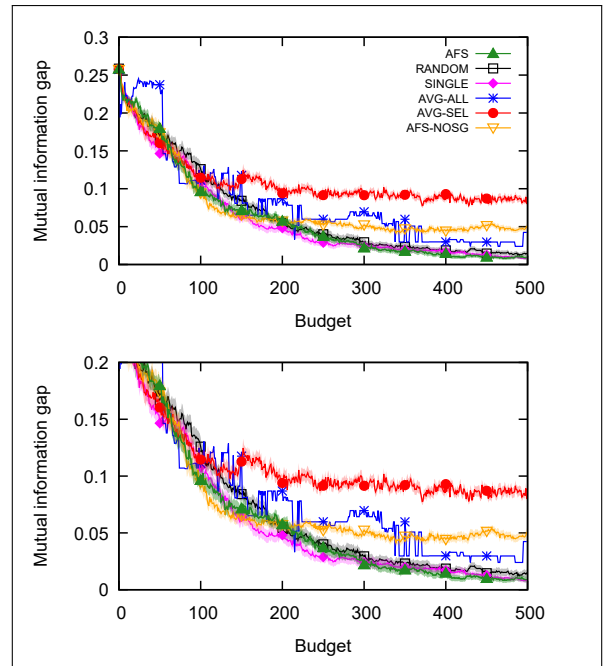 Mutual information gap
0.3
0.25
0.2
0.15
0.1
0.05
0
AFS
RANDOM
SINGLE
AVG-ALL
AVG-SEL
AFS-NOSG
0 100 200 300 400 500
Budget
Mutual information gap
0.2
0.15
0.1
0.05
0
0 100 200 300 400 500
Budget